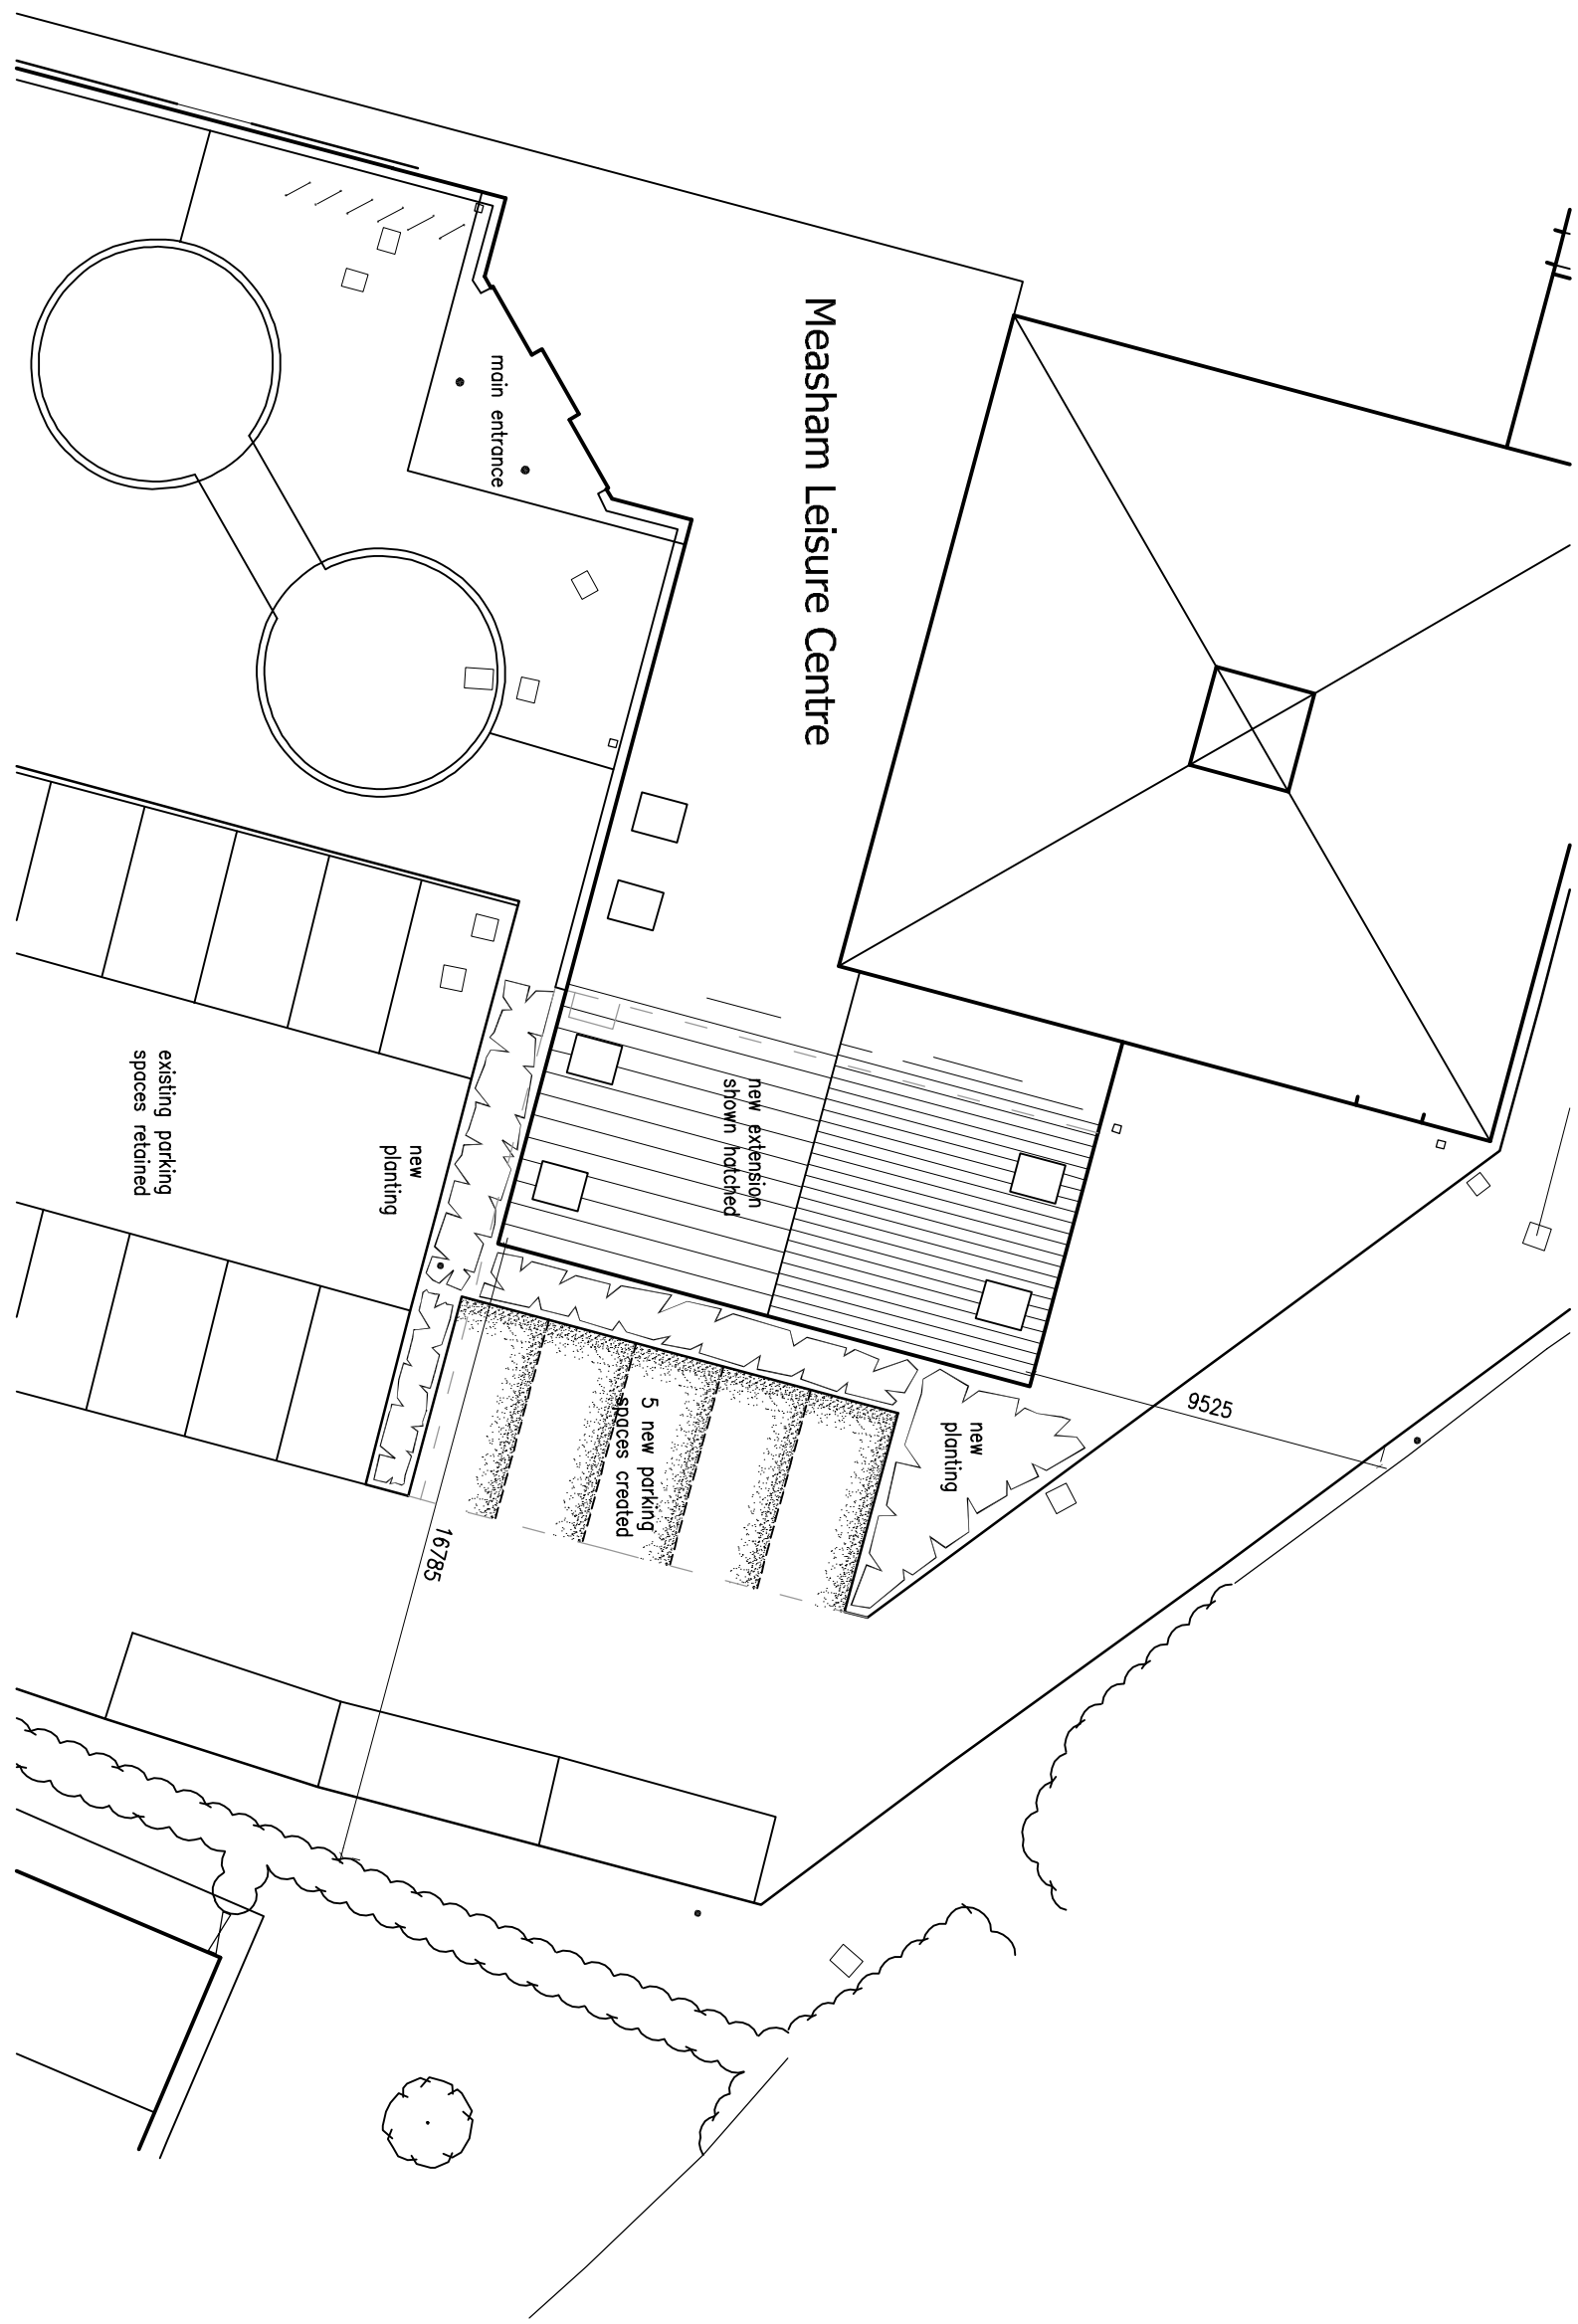 Measham Leisure Centre
main entrance
new extension
shown hatched
existing parking
spaces retained
new
planting
5 new parking
spaces created
new
planting
9525
16785